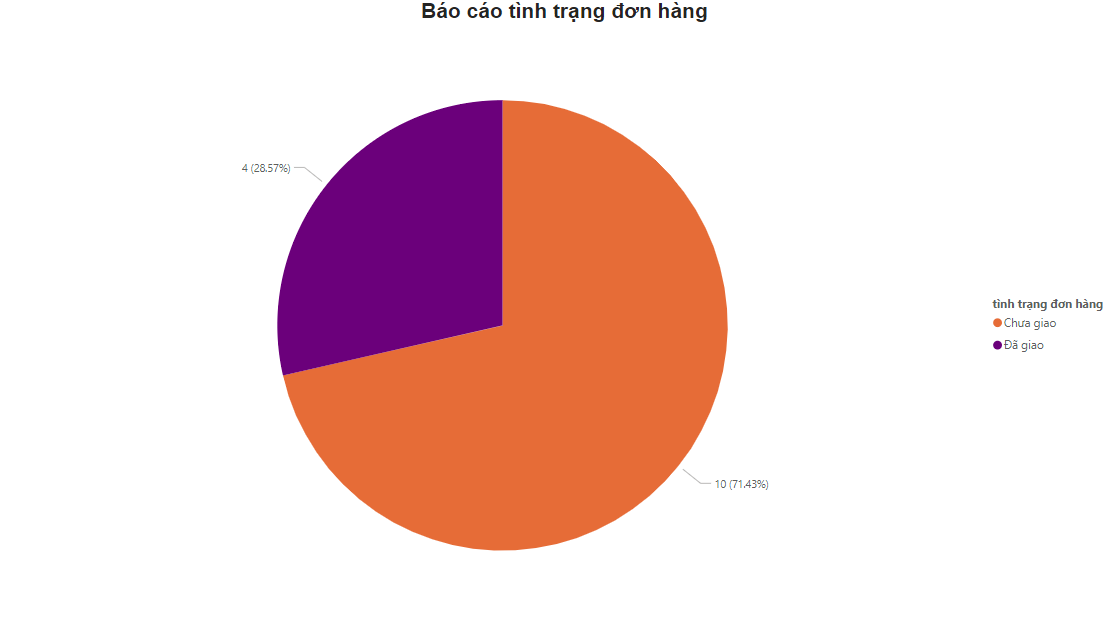 Báo cáo tình trạng đơn hàng
4 (28.57%)
10 (71.43%)
tình trạng đơn hàng
Chưa giao
Đã giao